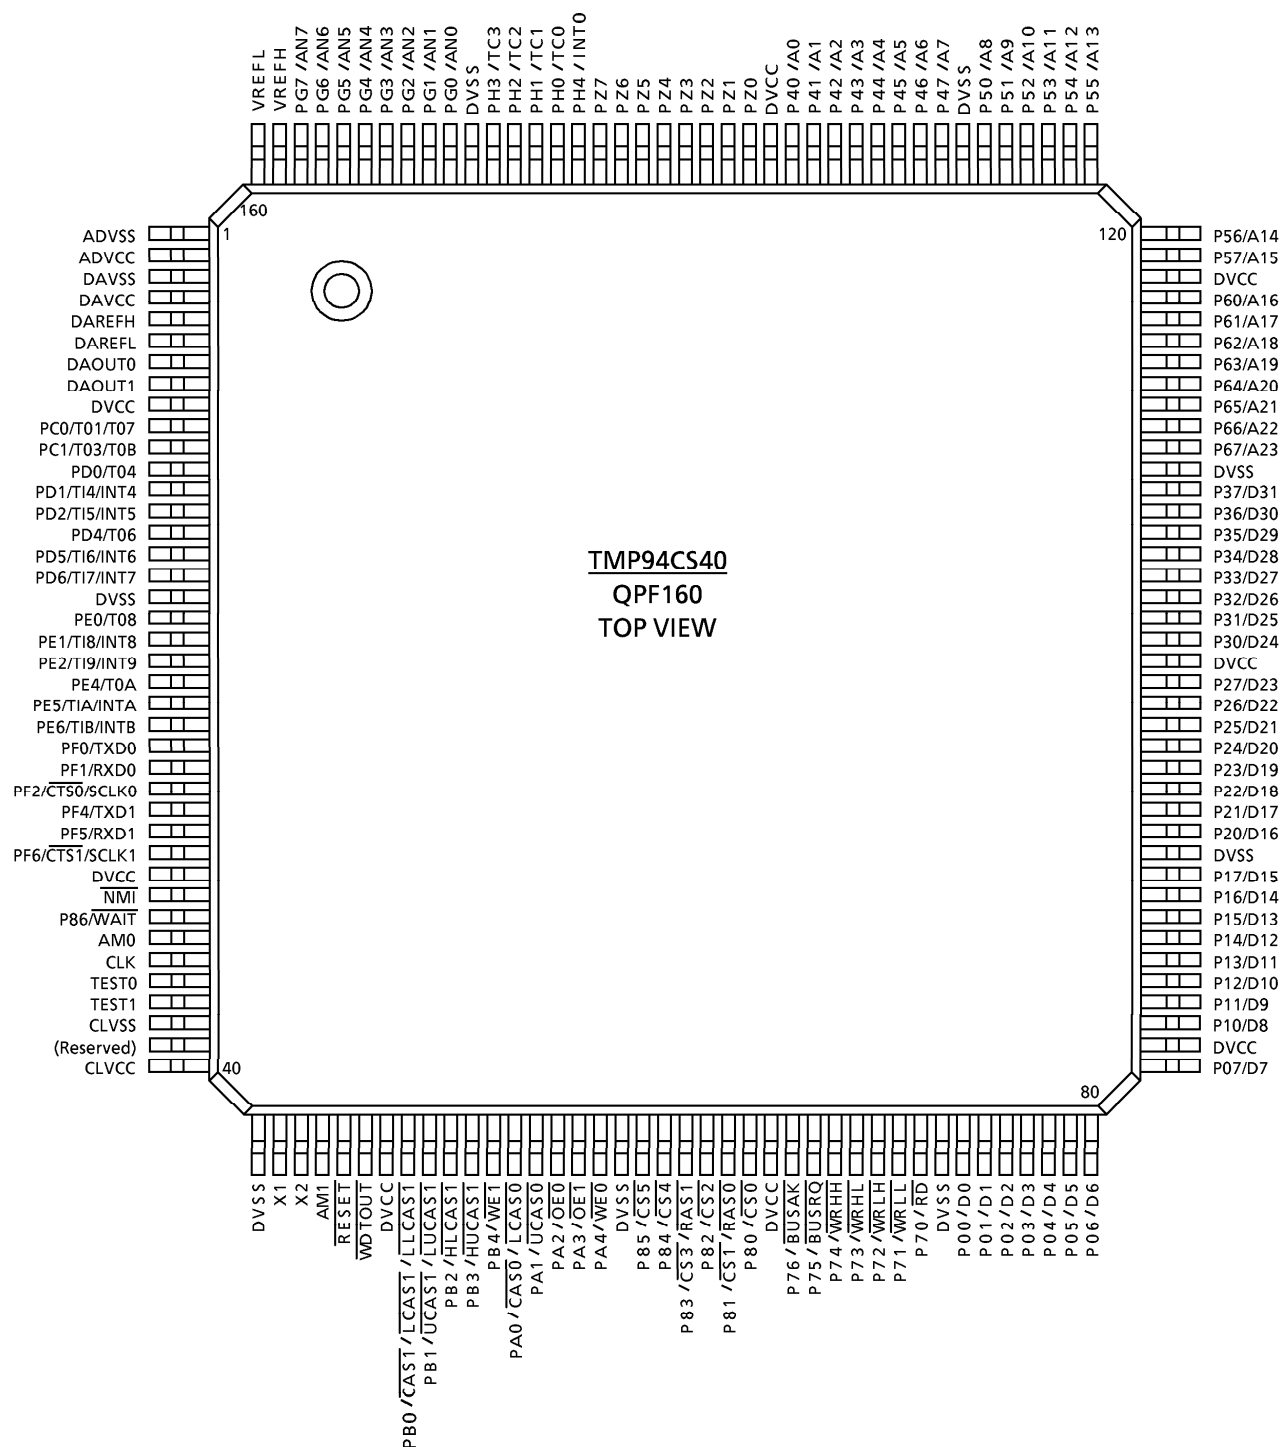 VREFL
VREFH
PG7/AN7
PG6/AN6
PG5/AN5
PG4/AN4
PG3/AN3
PG2/AN2
PG1/AN1
PG0/AN0
DVSS
PH3/TC3
PH2/TC2
PH1/TC1
PH0/TC0
PH4/INT0
PZ7
PZ6
PZ5
PZ4
PZ3
PZ2
PZ1
PZ0
DVCC
P40/A0
P41/A1
P42/A2
P43/A3
P44/A4
P45/A5
P46/A6
P47/A7
DVSS
P50/A8
P51/A9
P52/A10
P53/A11
P54/A12
P55/A13
160
1
120
ADVSS
ADVCC
DAVSS
DAVCC
DAREFH
DAREFL
DAOUT0
DAOUT1
DVCC
PC0/T01/T07
PC1/T03/T0B
PD0/T04
PD1/TI4/INT4
PD2/TI5/INT5
PD4/T06
PD5/TI6/INT6
PD6/TI7/INT7
DVSS
PE0/T08
PE1/TI8/INT8
PE2/TI9/INT9
PE4/T0A
PE5/TIA/INTA
PE6/TIB/INTB
PF0/TXD0
PF1/RXD0
PF2/CTS0/SCLK0
PF4/TXD1
PF5/RXD1
PF6/CTS1/SCLK1
DVCC
NMI
P86/WAIT
AM0
CLK
TEST0
TEST1
CLVSS
(Reserved)
CLVCC
TMP94CS40
QPF160
TOP VIEW
P56/A14
P57/A15
DVCC
P60/A16
P61/A17
P62/A18
P63/A19
P64/A20
P65/A21
P66/A22
P67/A23
DVSS
P37/D31
P36/D30
P35/D29
P34/D28
P33/D27
P32/D26
P31/D25
P30/D24
DVCC
P27/D23
P26/D22
P25/D21
P24/D20
P23/D19
P22/D18
P21/D17
P20/D16
DVSS
P17/D15
P16/D14
P15/D13
P14/D12
P13/D11
P12/D10
P11/D9
P10/D8
DVCC
P07/D7
40
80
DVSS
X1
X2
AM1
RESET
WDTOUT
DVCC
PB0/CAS1/LCAS1/LLCAS1
PB1/UCAS1/LUCAS1
PB2/HLCAS1
PB3/HUCAS1
PB4/WE1
PA0/CAS0/LCAS0
PA1/UCAS0
PA2/OE0
PA3/OE1
PA4/WE0
DVSS
P85/CS5
P84/CS4
P83/CS3/RAS1
P82/CS2
P81/CS1/RAS0
P80/CS0
DVCC
P76/BUSAK
P75/BUSRQ
P74/WRHH
P73/WRHL
P72/WRLH
P71/WRLL
P70/RD
DVSS
P00/D0
P01/D1
P02/D2
P03/D3
P04/D4
P05/D5
P06/D6